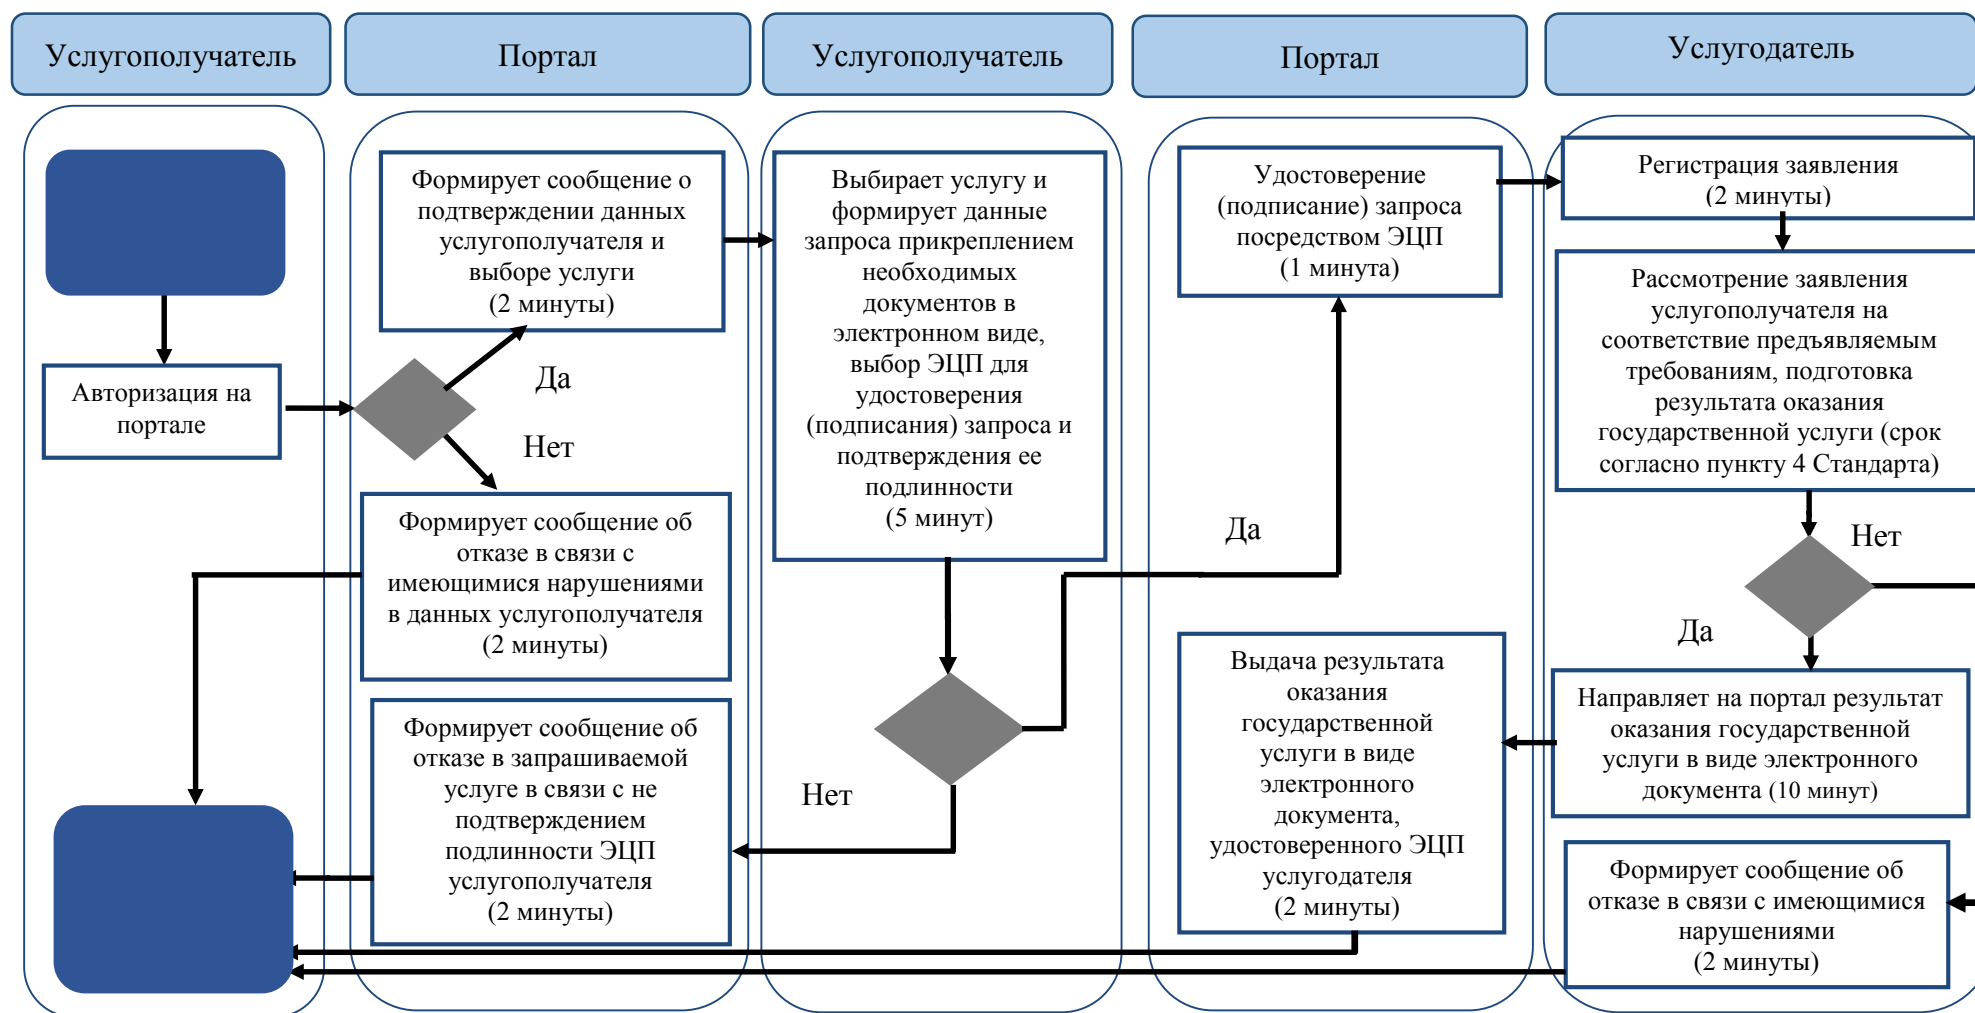 Услугополучатель
Портал
Услугополучатель
Портал
Услугодатель
Авторизация на
портале
Формирует сообщение о
подтверждении данных
услугополучателя и
выборе услуги
(2 минуты)
Да
Нет
Формирует сообщение об
отказе в связи с
имеющимися нарушениями
в данных услугополучателя
(2 минуты)
Формирует сообщение об
отказе в запрашиваемой
услуге в связи с не
подтверждением
подлинности ЭЦП
услугополучателя
(2 минуты)
Выбирает услугу и
формирует данные
запроса прикреплением
необходимых
документов в
электронном виде,
выбор ЭЦП для
удостоверения
(подписания) запроса и
подтверждения ее
подлинности
(5 минут)
Нет
Да
Удостоверение
(подписание) запроса
посредством ЭЦП
(1 минута)
Выдача результата
оказания
государственной
услуги в виде
электронного
документа,
удостоверенного ЭЦП
услугодателя
(2 минуты)
Регистрация заявления
(2 минуты)
Рассмотрение заявления
услугополучателя на
соответствие предъявляемым
требованиям, подготовка
результата оказания
государственной услуги (срок
согласно пункту 4 Стандарта)
Нет
Да
Направляет на портал результат
оказания государственной
услуги в виде электронного
документа (10 минут)
Формирует сообщение об
отказе в связи с имеющимися
нарушениями
(2 минуты)